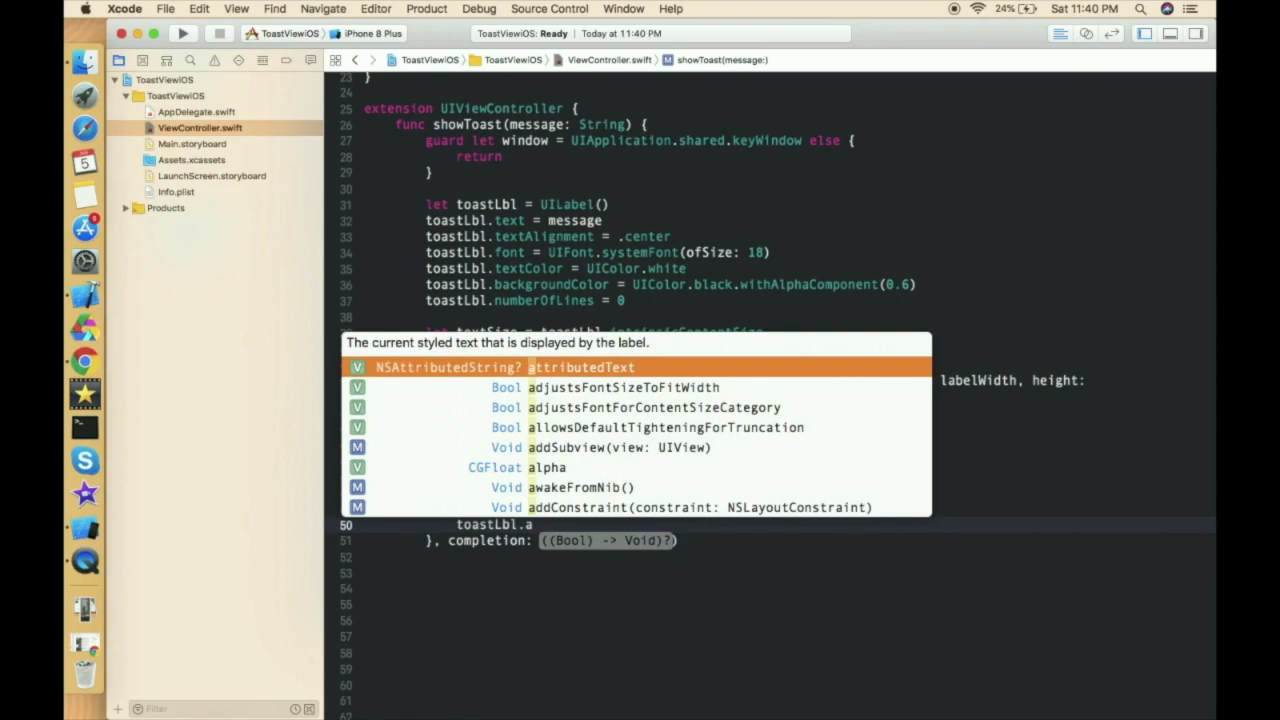 Xcode File Edit View Find Navigate Editor Product Debug Source Control Window Help 24% Sat 11:40 PM
ToastViewiOS iPhone 8 Plus ToastViewiOS: Ready | Today at 11:40 PM
ToastViewiOS ToastViewiOS ViewController.swift M showToast(message:)
ToastViewiOS
ToastViewiOS
AppDelegate.swift
ViewController.swift
Main.storyboard
Assets.xcassets
LaunchScreen.storyboard
Info.plist
Products
5
S
Filter
23 }
24
25 extension UIViewController {
26 func showToast(message: String) {
27 guard let window = UIApplication.shared.keyWindow else {
28 return
29 }
30
31 let toastLbl = UILabel()
32 toastLbl.text = message
33 toastLbl.textAlignment = .center
34 toastLbl.font = UIFont.systemFont(ofSize: 18)
35 toastLbl.textColor = UIColor.white
36 toastLbl.backgroundColor = UIColor.black.withAlphaComponent(0.6)
37 toastLbl.numberOfLines = 0
38
let textSize = toastLbl.intrinsicContentSize
The current styled text that is displayed by the label.
V NSAttributedString? attributedText
labelWidth, height:
V Bool adjustsFontSizeToFitWidth
V Bool adjustsFontForContentSizeCategory
V Bool allowsDefaultTighteningForTruncation
M Void addSubview(view: UIView)
V CGFloat alpha
M Void awakeFromNib()
M Void addConstraint(constraint: NSLayoutConstraint)
50 toastLbl.a
51 }, completion: ((Bool) -> Void)?)
52
53
54
55
56
57
58
59
60
61
62